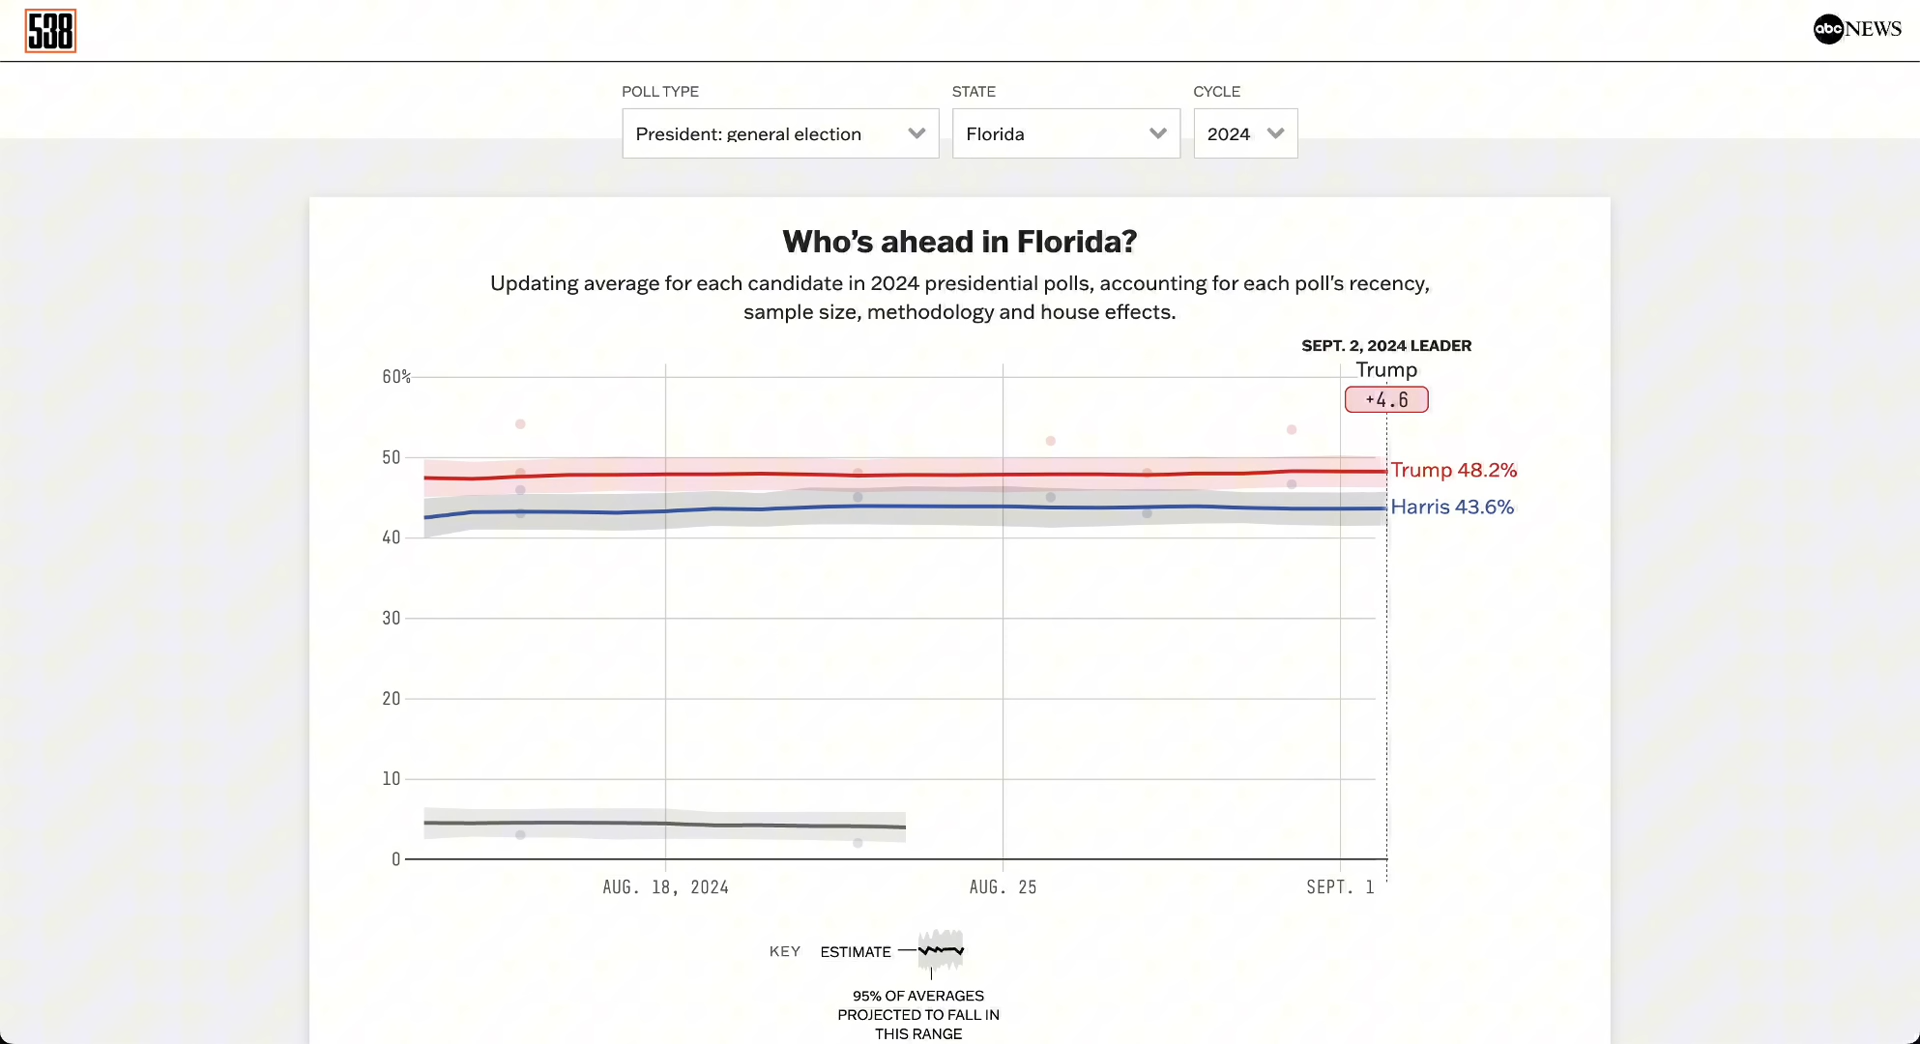 538
abc NEWS
POLL TYPE
STATE
CYCLE
President: general election
Florida
2024
Who's ahead in Florida?
Updating average for each candidate in 2024 presidential polls, accounting for each poll's recency,
sample size, methodology and house effects.
SEPT. 2, 2024 LEADER
Trump
+4.6
60%
50
40
30
20
10
0
Trump 48.2%
Harris 43.6%
AUG. 18, 2024
AUG. 25
SEPT. 1
KEY
ESTIMATE
95% OF AVERAGES
PROJECTED TO FALL IN
THIS RANGE